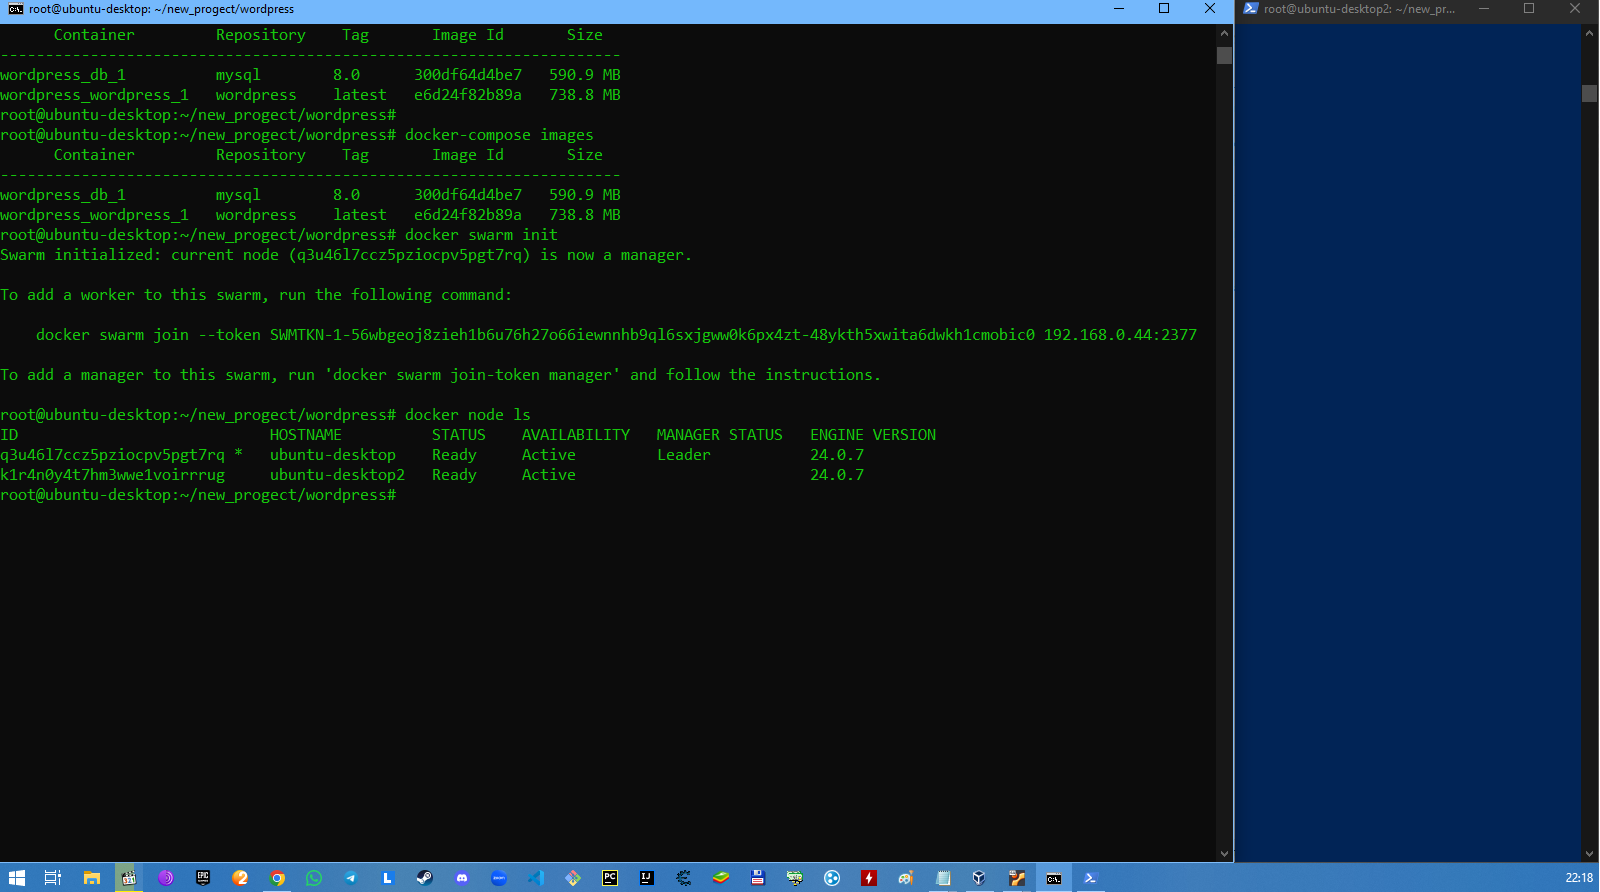 root@ubuntu-desktop: ~/new_progect/wordpress
root@ubuntu-desktop2: ~/new_pr...
Container Repository Tag Image Id Size
---------------------------------------------------------------------
wordpress_db_1 mysql 8.0 300df64d4be7 590.9 MB
wordpress_wordpress_1 wordpress latest e6d24f82b89a 738.8 MB
root@ubuntu-desktop:~/new_progect/wordpress#
root@ubuntu-desktop:~/new_progect/wordpress# docker-compose images
Container Repository Tag Image Id Size
---------------------------------------------------------------------
wordpress_db_1 mysql 8.0 300df64d4be7 590.9 MB
wordpress_wordpress_1 wordpress latest e6d24f82b89a 738.8 MB
root@ubuntu-desktop:~/new_progect/wordpress# docker swarm init
Swarm initialized: current node (q3u46l7ccz5pziocpv5pgt7rq) is now a manager.
To add a worker to this swarm, run the following command:
docker swarm join --token SWMTKN-1-56wbgeoj8zieh1b6u76h27o66iewnnhb9ql6sxjgww0k6px4zt-48ykth5xwita6dwkh1cmobic0 192.168.0.44:2377
To add a manager to this swarm, run 'docker swarm join-token manager' and follow the instructions.
root@ubuntu-desktop:~/new_progect/wordpress# docker node ls
ID HOSTNAME STATUS AVAILABILITY MANAGER STATUS ENGINE VERSION
q3u46l7ccz5pziocpv5pgt7rq * ubuntu-desktop Ready Active Leader 24.0.7
k1r4n0y4t7hm3wwe1voirrrug ubuntu-desktop2 Ready Active 24.0.7
root@ubuntu-desktop:~/new_progect/wordpress#
22:18